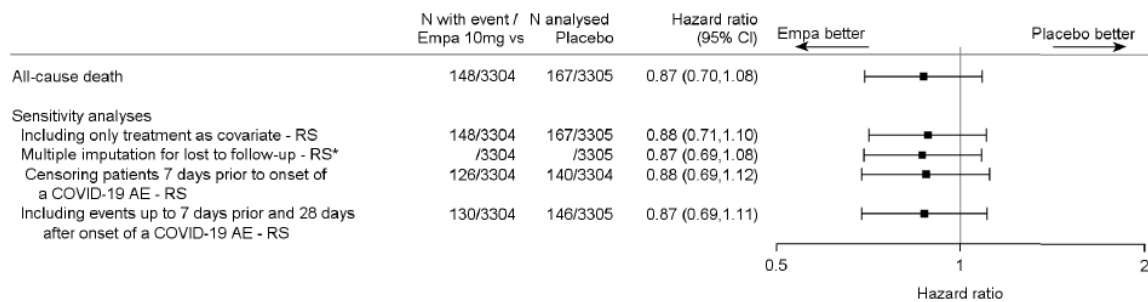 N with event / N analysed Hazard ratio
Empa 10mg vs Placebo (95% CI) Empa better Placebo better
All-cause death 148/3304 167/3305 0.87 (0.70,1.08)
Sensitivity analyses
Including only treatment as covariate - RS 148/3304 167/3305 0.88 (0.71,1.10)
Multiple imputation for lost to follow-up - RS* /3304 /3305 0.87 (0.69,1.08)
Censoring patients 7 days prior to onset of 126/3304 140/3304 0.88 (0.69,1.12)
a COVID-19 AE - RS
Including events up to 7 days prior and 28 days 130/3304 146/3305 0.87 (0.69,1.11)
after onset of a COVID-19 AE - RS
0.5 1 2
Hazard ratio